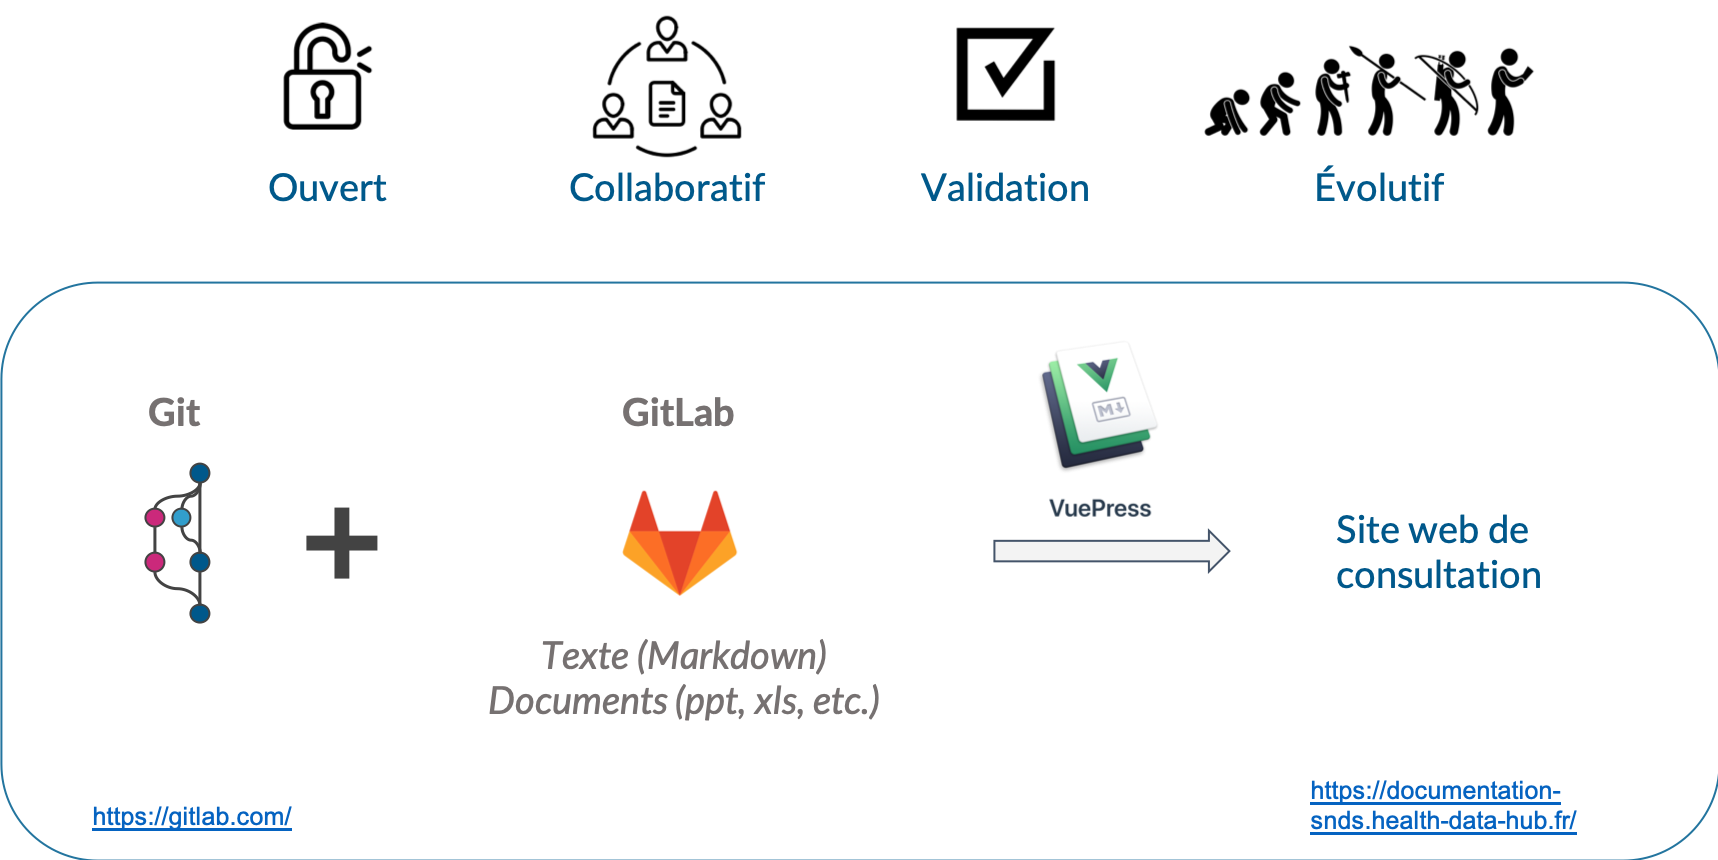 Ouvert
Collaboratif
Validation
Évolutif
Git
GitLab
M
VuePress
Site web de
consultation
Texte (Markdown)
Documents (ppt, xls, etc.)
https://gitlab.com/
https://documentation-
snds.health-data-hub.fr/